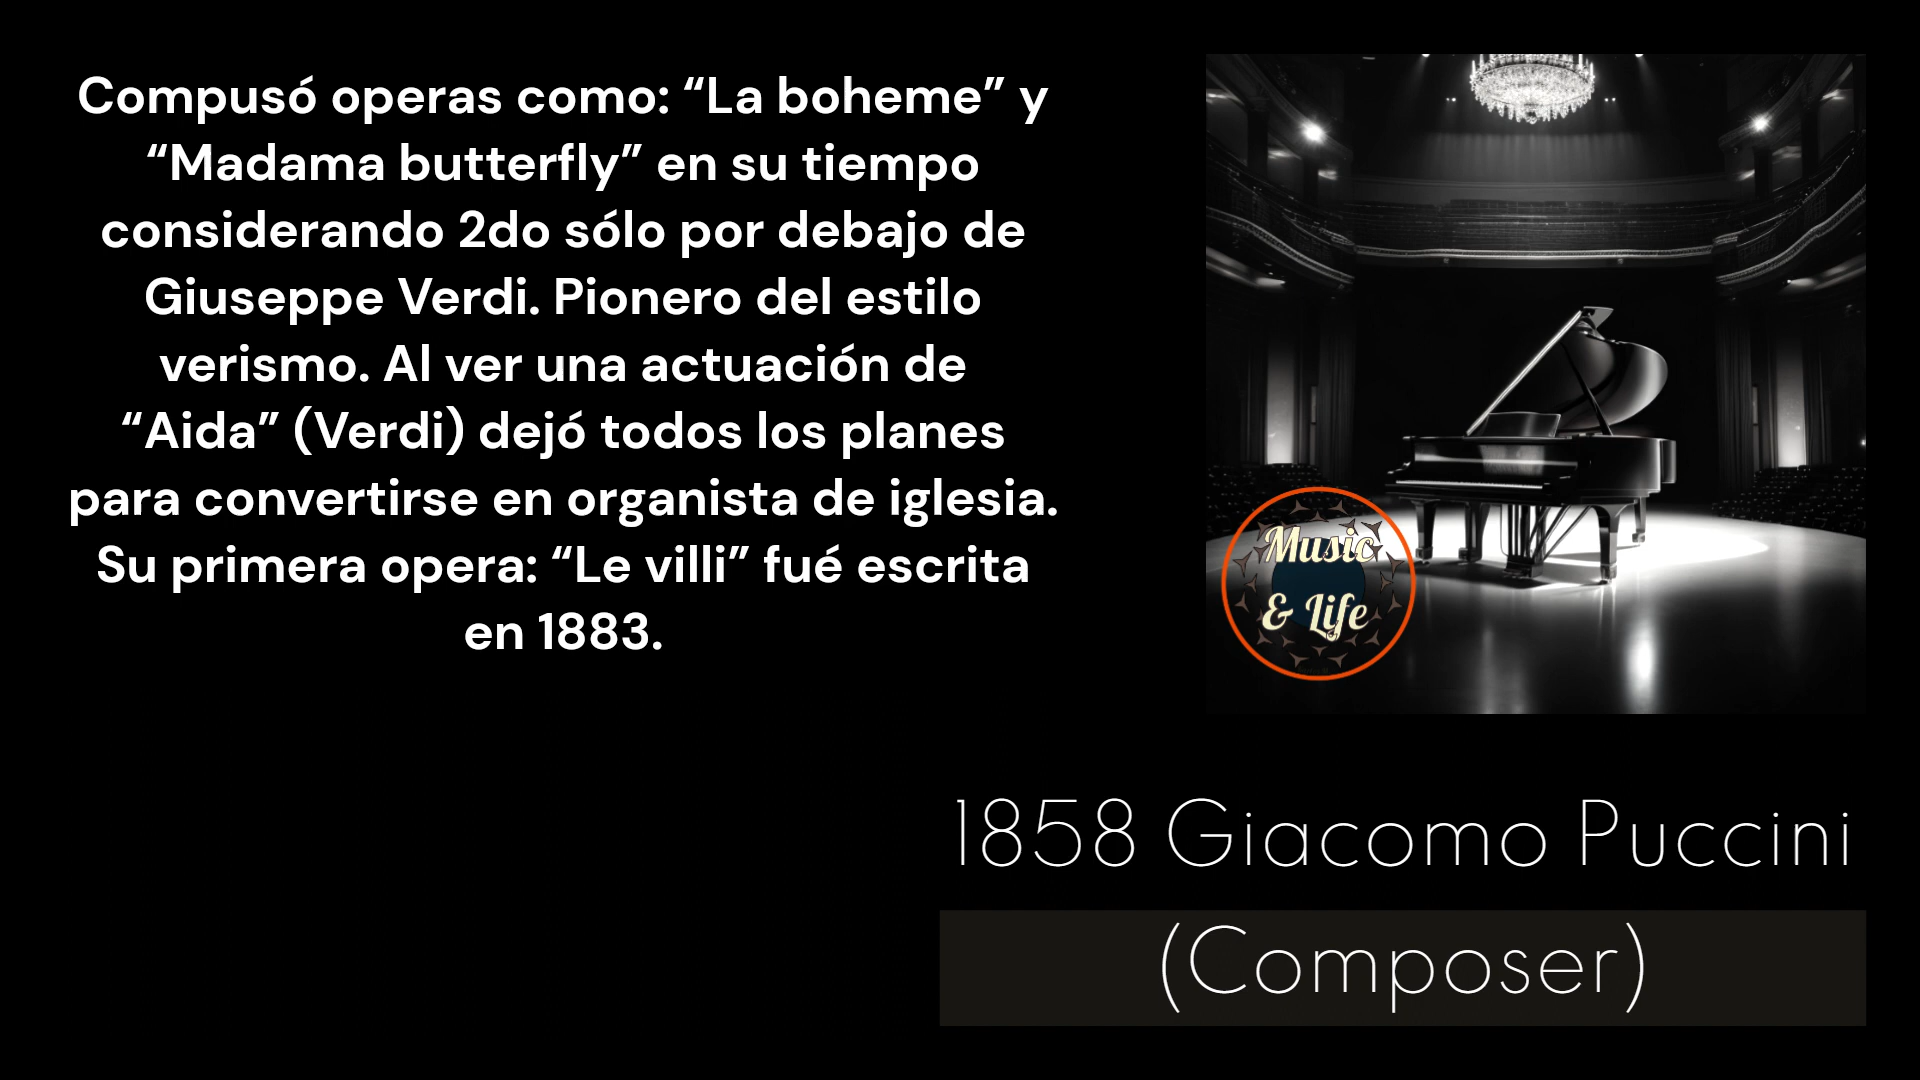 Compusó operas como: “La boheme” y
“Madama butterfly” en su tiempo
considerando 2do sólo por debajo de
Giuseppe Verdi. Pionero del estilo
verismo. Al ver una actuación de
“Aida” (Verdi) dejó todos los planes
para convertirse en organista de iglesia.
Su primera opera: “Le villi” fué escrita
en 1883.
Music
& Life
1858 Giacomo Puccini
(Composer)